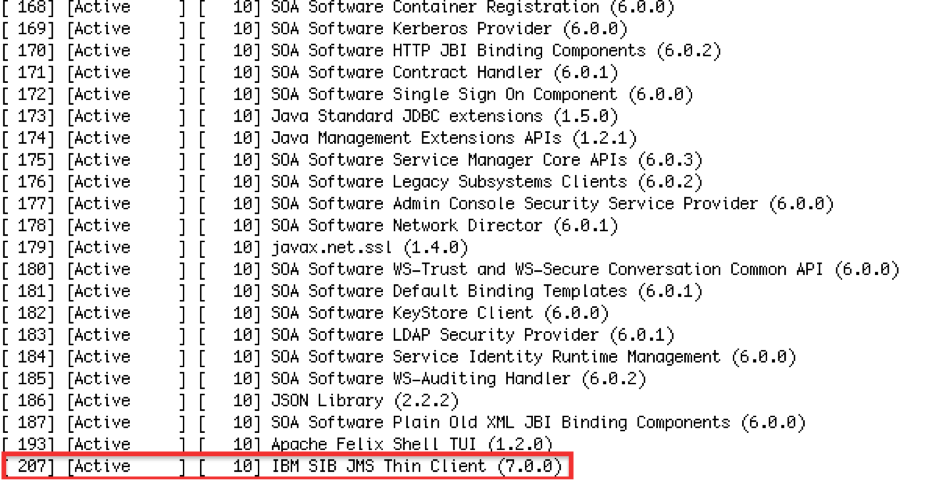 [ 168] [Active     ] [   10] SOA Software Container Registration (6.0.0)
[ 169] [Active     ] [   10] SOA Software Kerberos Provider (6.0.0)
[ 170] [Active     ] [   10] SOA Software HTTP JBI Binding Components (6.0.2)
[ 171] [Active     ] [   10] SOA Software Contract Handler (6.0.1)
[ 172] [Active     ] [   10] SOA Software Single Sign On Component (6.0.0)
[ 173] [Active     ] [   10] Java Standard JDBC extensions (1.5.0)
[ 174] [Active     ] [   10] Java Management Extensions APIs (1.2.1)
[ 175] [Active     ] [   10] SOA Software Service Manager Core APIs (6.0.3)
[ 176] [Active     ] [   10] SOA Software Legacy Subsystems Clients (6.0.2)
[ 177] [Active     ] [   10] SOA Software Admin Console Security Service Provider (6.0.0)
[ 178] [Active     ] [   10] SOA Software Network Director (6.0.1)
[ 179] [Active     ] [   10] javax.net.ssl (1.4.0)
[ 180] [Active     ] [   10] SOA Software WS-Trust and WS-Secure Conversation Common API (6.0.0)
[ 181] [Active     ] [   10] SOA Software Default Binding Templates (6.0.1)
[ 182] [Active     ] [   10] SOA Software KeyStore Client (6.0.0)
[ 183] [Active     ] [   10] SOA Software LDAP Security Provider (6.0.1)
[ 184] [Active     ] [   10] SOA Software Service Identity Runtime Management (6.0.0)
[ 185] [Active     ] [   10] SOA Software WS-Auditing Handler (6.0.2)
[ 186] [Active     ] [   10] JSON Library (2.2.2)
[ 187] [Active     ] [   10] SOA Software Plain Old XML JBI Binding Components (6.0.0)
[ 193] [Active     ] [   10] Apache Felix Shell TUI (1.2.0)
[ 207] [Active     ] [   10] IBM SIB JMS Thin Client (7.0.0)